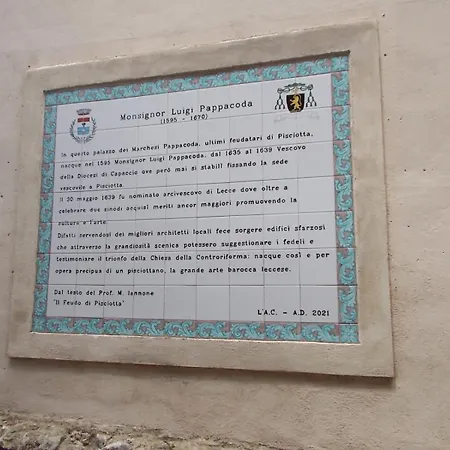 Monsignor Luigi Pappacoda
(1595 - 1670)
In questo palazzo dei Marchesi Pappacoda, ultimi feudatari di Pisciotta,
nacque nel 1595 Monsignor Luigi Pappacoda, dal 1635 al 1639 Vescovo
della Diocesi di Capaccio ove però mai si stabilì fissando la sede
vescovile a Pisciotta.
Il 30 maggio 1639 fu nominato arcivescovo di Lecce dove oltre a
celebrare due sinodi acquisì meriti ancor maggiori promuovendo la
cultura e l'arte.
Difatti servendosi dei migliori architetti locali fece sorgere edifici sfarzosi
che attraverso la grandiosità scenica potessero suggestionare i fedeli e
testimoniare il trionfo della Chiesa della Controriforma: nacque così e per
opera precipua di un pisciottano, la grande arte barocca leccese.
Dal testo del Prof. M. Iannone
"Il Feudo di Pisciotta"
L'A.C. - A.D. 2021